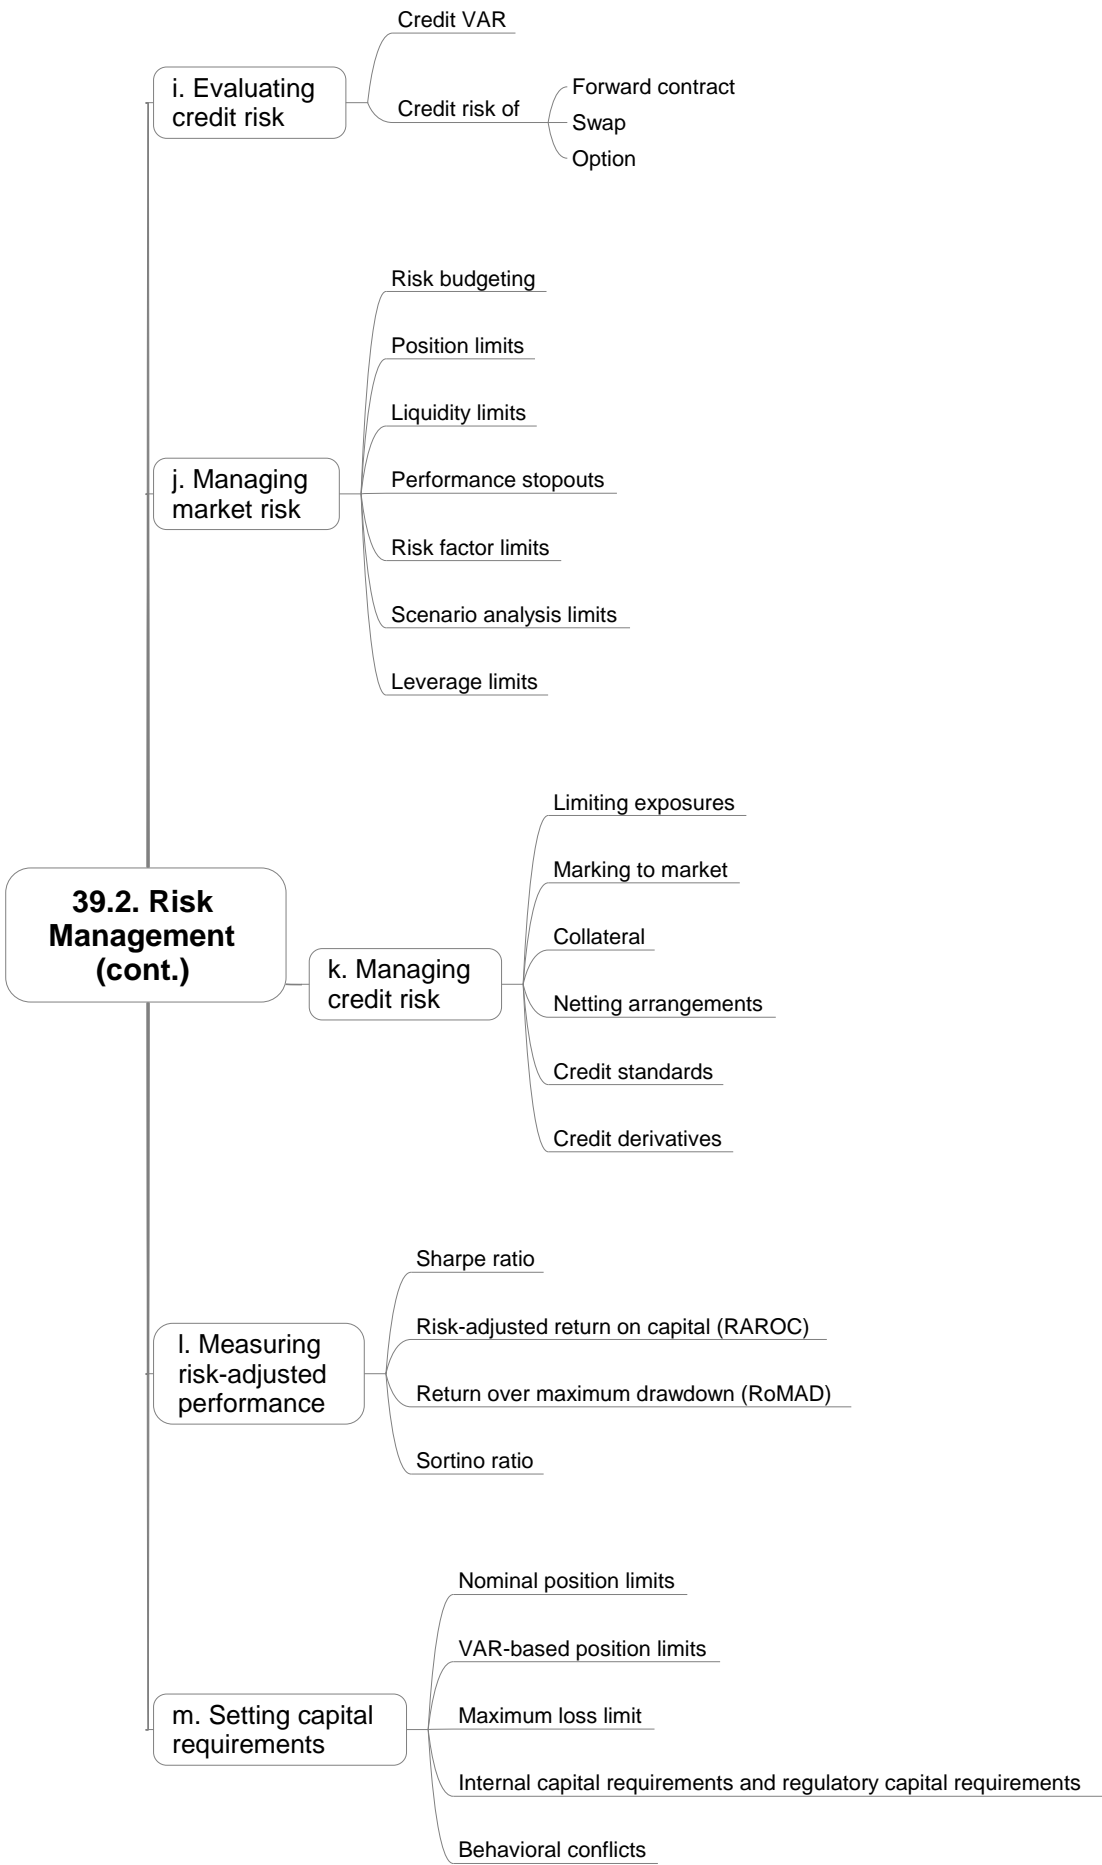 Credit VAR
i. Evaluating
credit risk
Credit risk of
Forward contract
Swap
Option
Risk budgeting
Position limits
Liquidity limits
j. Managing
market risk
Performance stopouts
Risk factor limits
Scenario analysis limits
Leverage limits
39.2. Risk
Management
(cont.)
Limiting exposures
Marking to market
Collateral
k. Managing
credit risk
Netting arrangements
Credit standards
Credit derivatives
Sharpe ratio
Risk-adjusted return on capital (RAROC)
l. Measuring
risk-adjusted
performance
Return over maximum drawdown (RoMAD)
Sortino ratio
Nominal position limits
VAR-based position limits
m. Setting capital
requirements
Maximum loss limit
Internal capital requirements and regulatory capital requirements
Behavioral conflicts